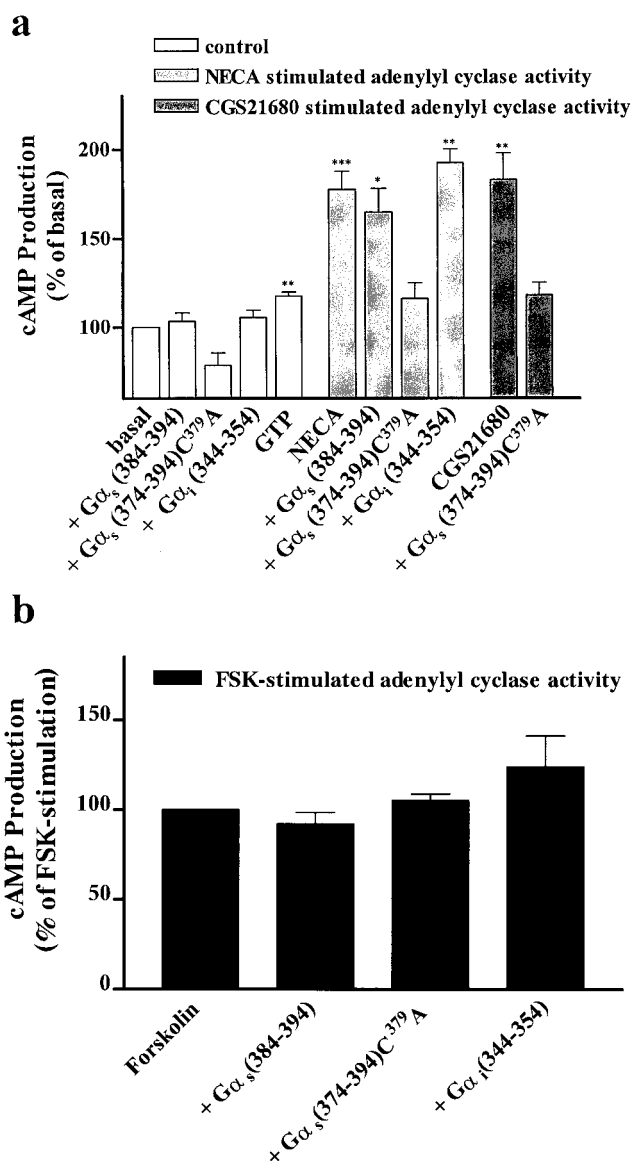 a
control
NECA stimulated adenylyl cyclase activity
CGS21680 stimulated adenylyl cyclase activity
cAMP Production
(% of basal)
200
150
100
*** * ** ** **
basal
+ Gαs (384-394)
+ Gαs (374-394)C379A
+ Gαi (344-354)
GTP
NECA
+ Gαs (384-394)
+ Gαs (374-394)C379A
+ Gαi (344-354)
CGS21680
+ Gαs (374-394)C379A
b
FSK-stimulated adenylyl cyclase activity
cAMP Production
(% of FSK-stimulation)
150
100
50
0
Forskolin
+ Gαs(384-394)
+ Gαs(374-394)C379A
+ Gαi(344-354)